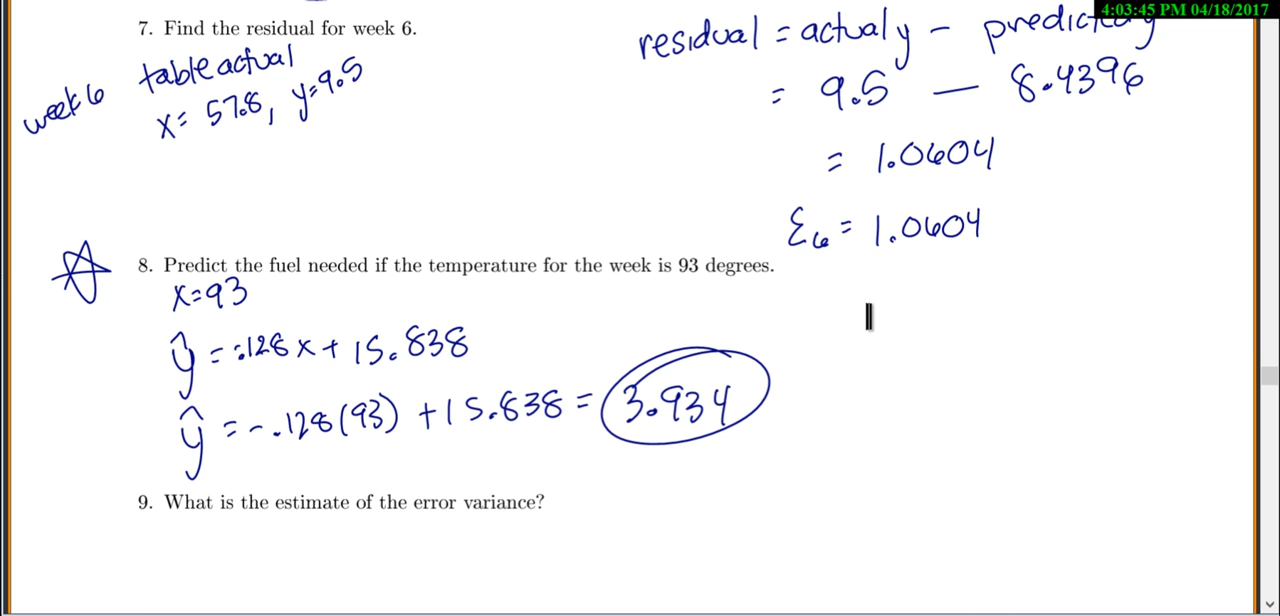 4:03:45 PM 04/18/2017
7. Find the residual for week 6.
residual = actual y - predicted y
week 6 table actual
x= 57.8, y=9.5
= 9.5 - 8.4396
= 1.0604
ε6 = 1.0604
8. Predict the fuel needed if the temperature for the week is 93 degrees.
x=93
ŷ = -.128x + 15.838
ŷ = -.128(93) + 15.838 = 3.934
9. What is the estimate of the error variance?